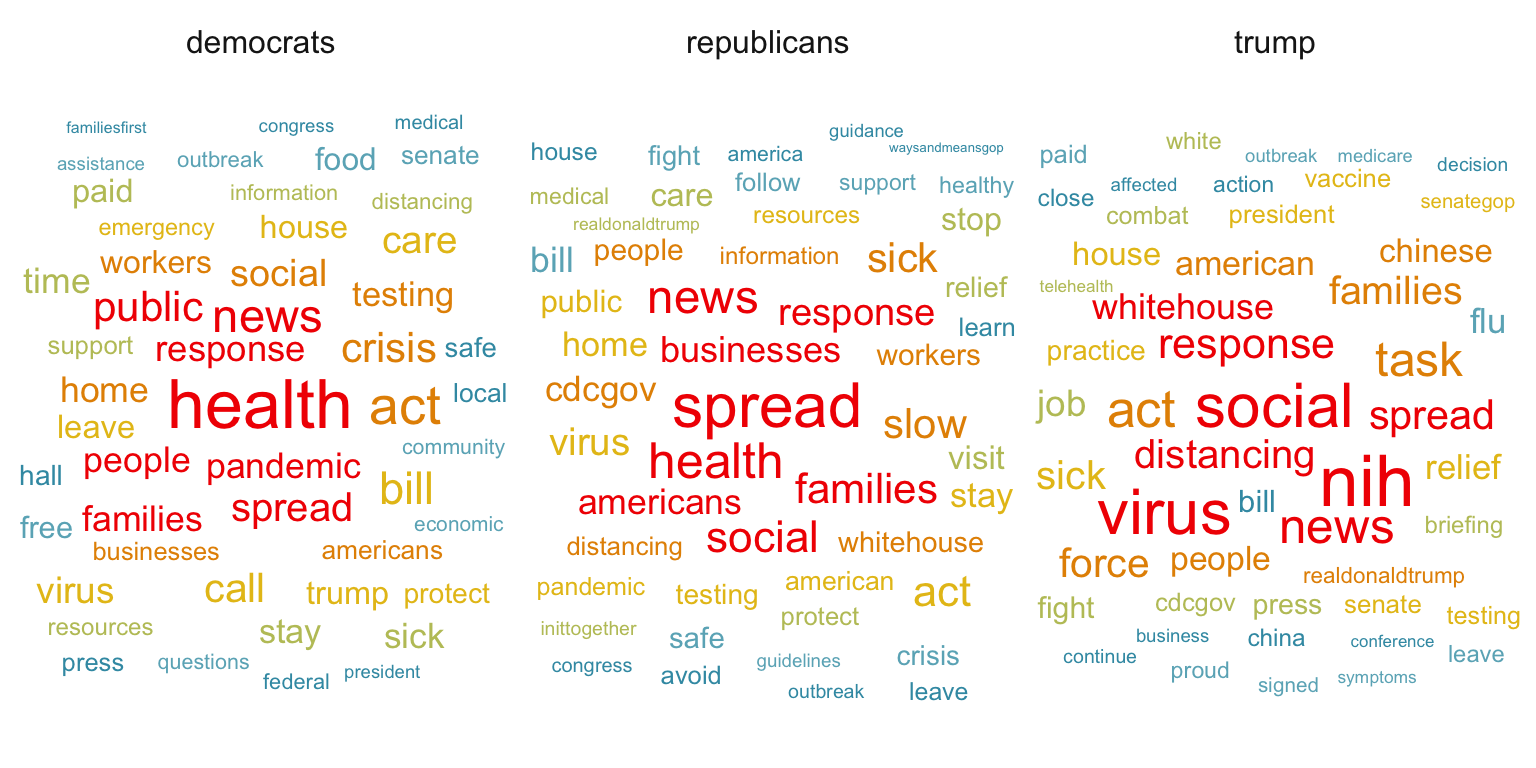 democrats
familiesfirst congress medical
assistance outbreak food senate
paid information distancing
emergency house care
workers social
time testing
public news
support response crisis safe
home health act local
leave community
hall people pandemic bill
free families spread economic
businesses americans
virus call trump protect
resources stay sick
press questions federal president
republicans
guidance
house fight america waysandmeansgop
medical care follow support healthy
realdonaldtrump resources stop
bill people information sick
public news response relief
learn
home businesses workers
cdcgov spread slow
virus health visit
americans families stay
distancing social whitehouse
pandemic testing american act
inittogether safe protect
congress avoid guidelines crisis
outbreak leave
trump
white
paid outbreak medicare decision
close affected action vaccine
combat president senategop
house american chinese
telehealth families
whitehouse flu
practice response task
job act social spread
distancing
sick nih relief
virus bill news briefing
force people realdonaldtrump
fight cdcgov press senate testing
business china conference
continue leave
proud signed symptoms